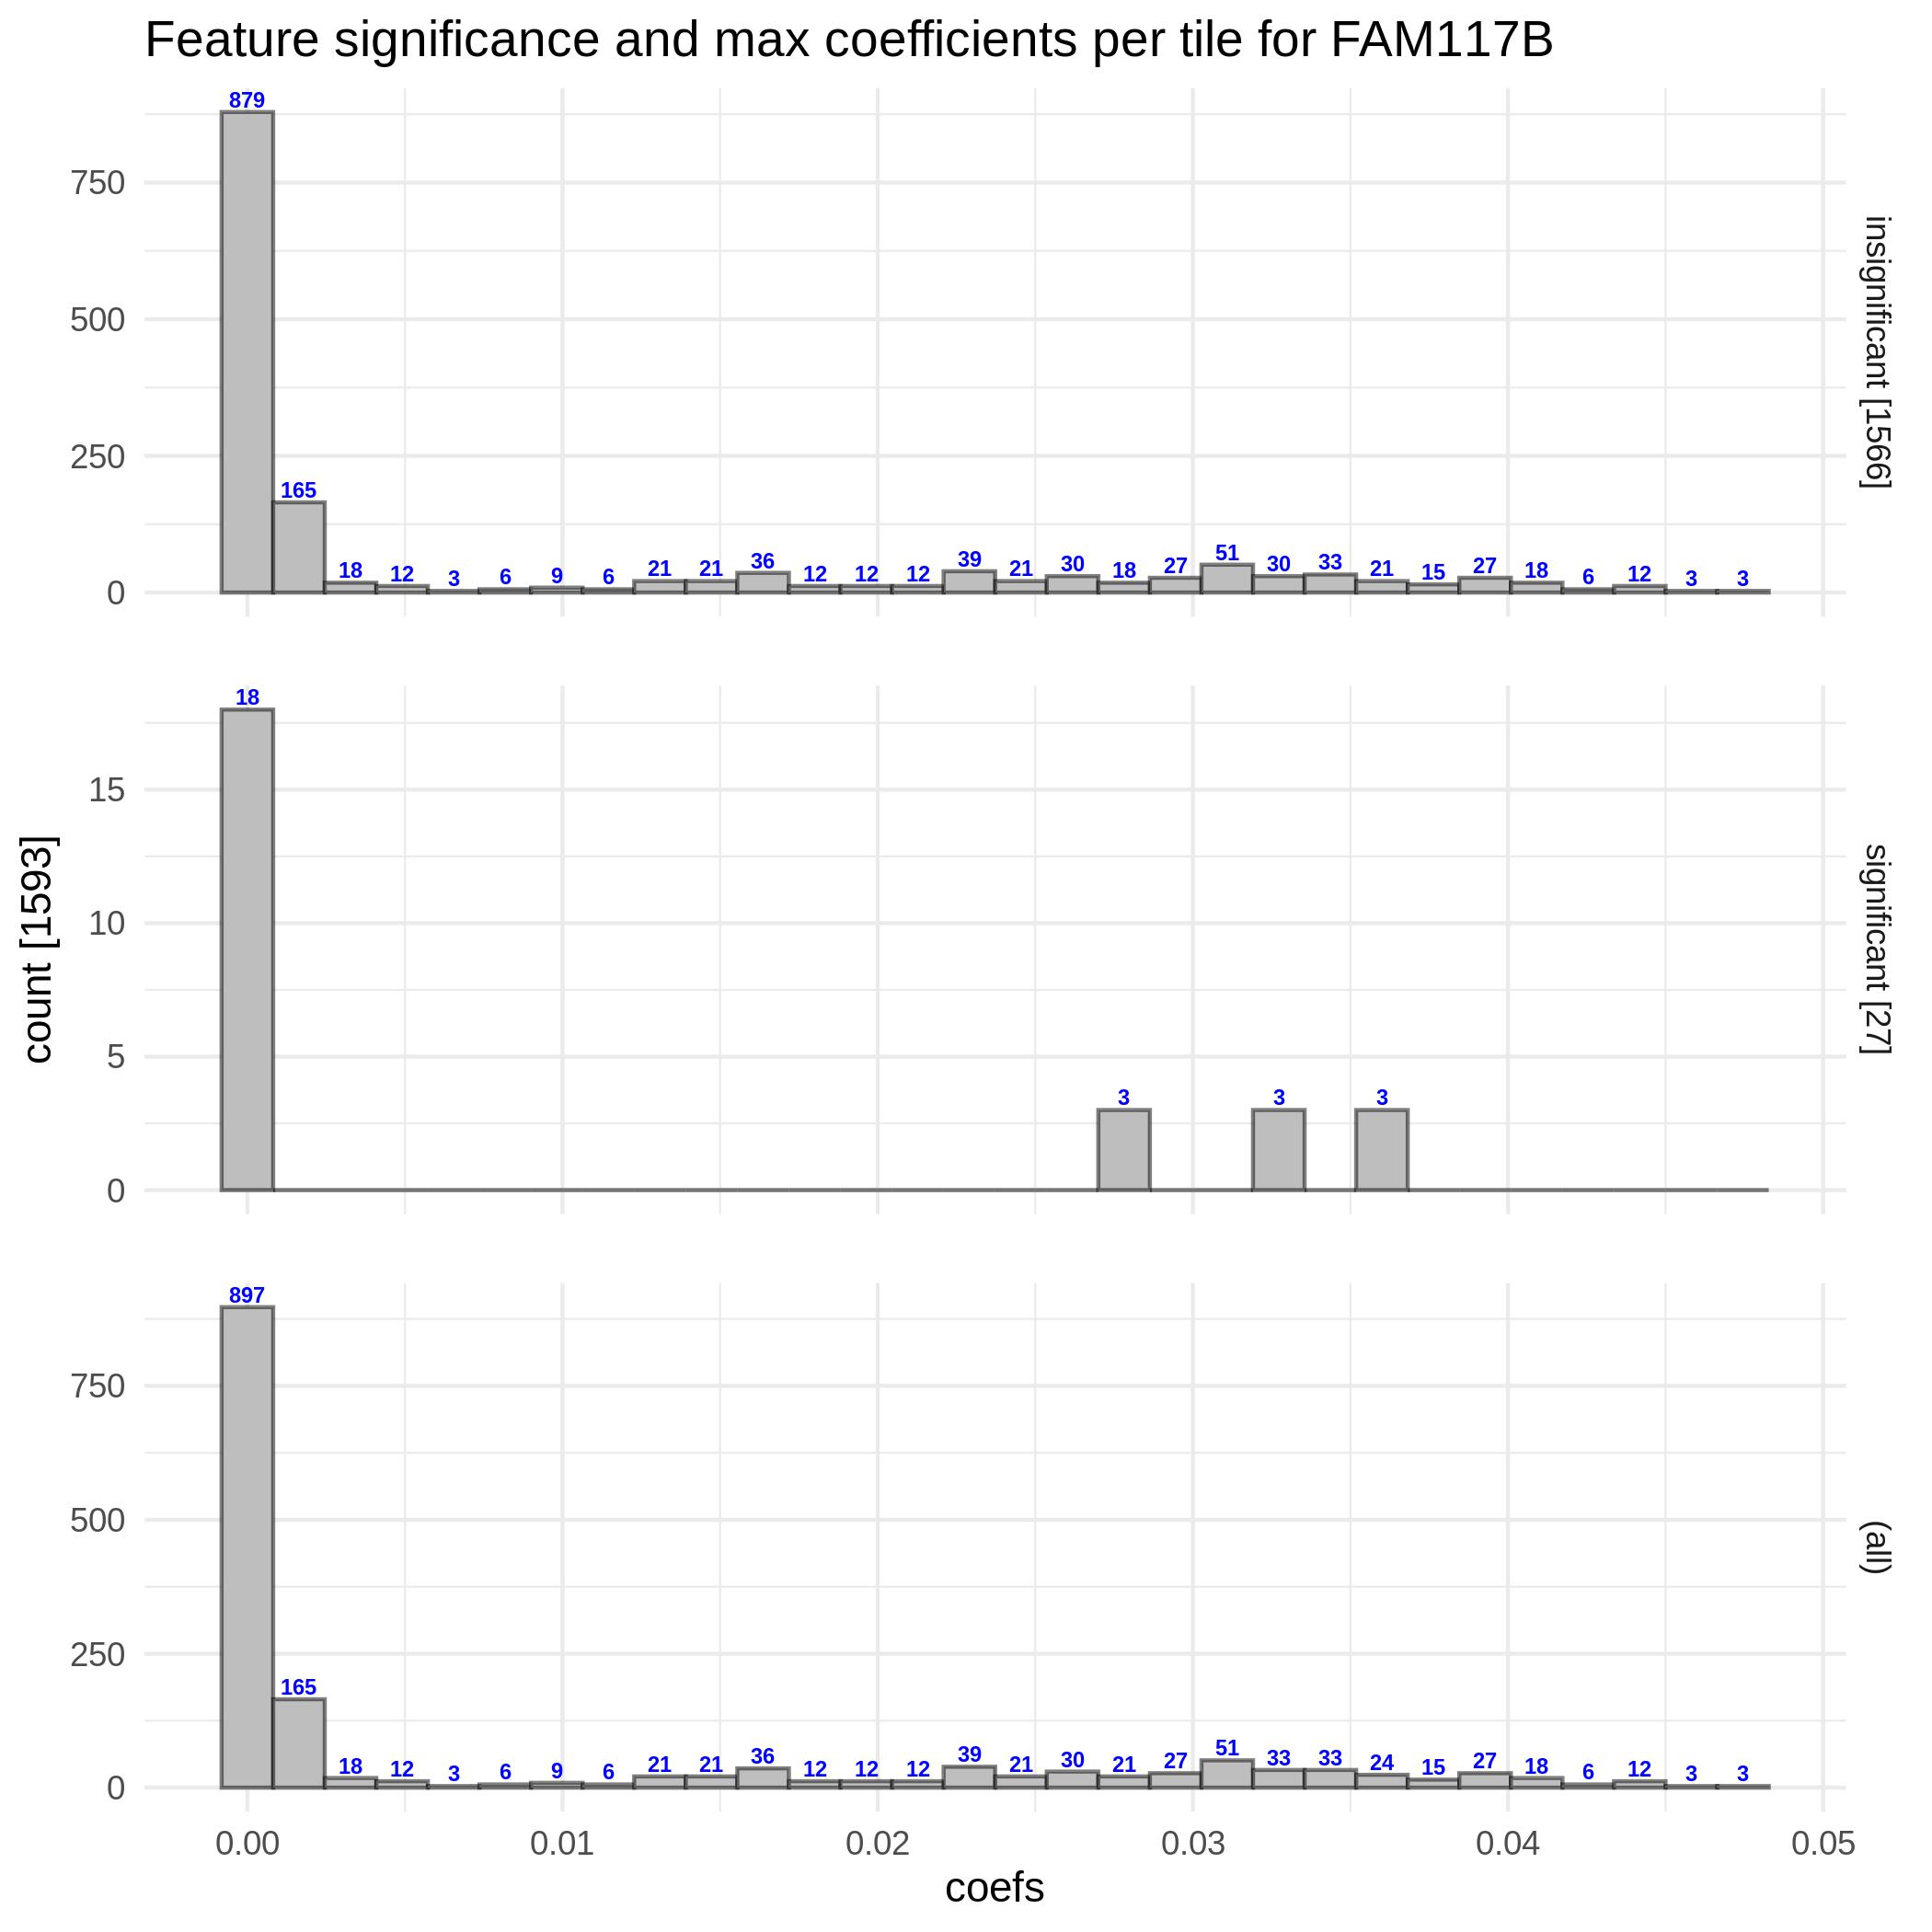 Feature significance and max coefficients per tile for FAM117B
879
165
18 12 3 6 9 6 21 21 36 12 12 12 39 21 30 18 27 51 30 33 21 15 27 18 6 12 3 3
750
500
250
0
insignificant [1566]
18
3 3 3
15
10
5
0
significant [27]
count [1593]
897
165
18 12 3 6 9 6 21 21 36 12 12 12 39 21 30 21 27 51 33 33 24 15 27 18 6 12 3 3
750
500
250
0
(all)
0.00 0.01 0.02 0.03 0.04 0.05
coefs